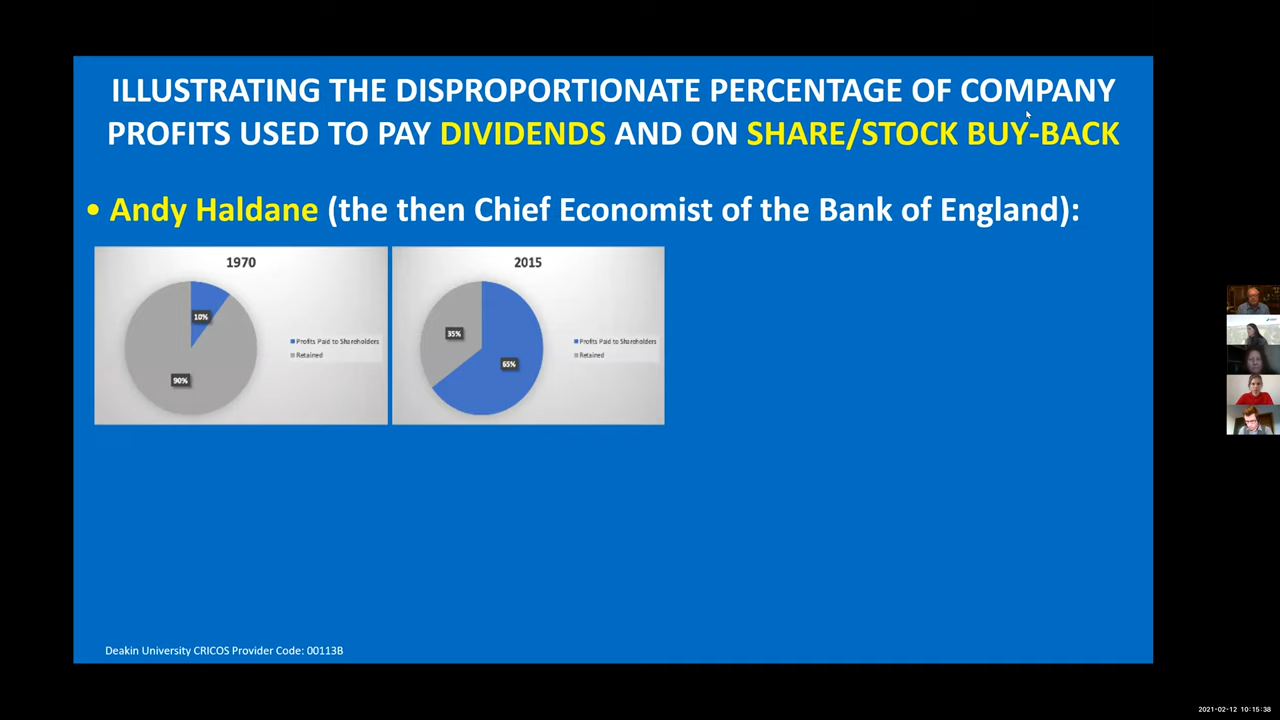 ILLUSTRATING THE DISPROPORTIONATE PERCENTAGE OF COMPANY
PROFITS USED TO PAY DIVIDENDS AND ON SHARE/STOCK BUY-BACK
• Andy Haldane (the then Chief Economist of the Bank of England):
1970
10%
90%
Profits Paid to Shareholders
Retained
2015
35%
65%
Profits Paid to Shareholders
Retained
Deakin University CRICOS Provider Code: 00113B
2021-02-12 10:15:38